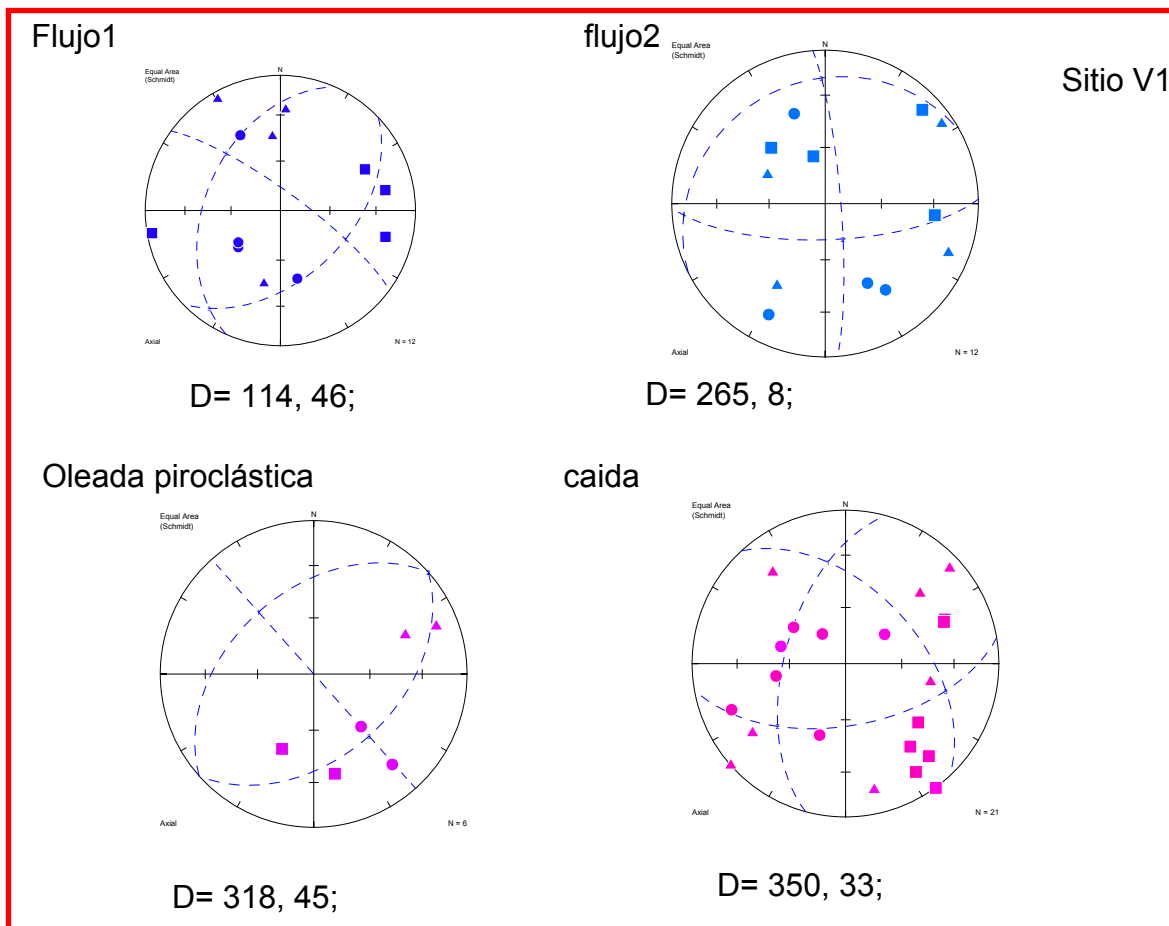 Flujo1
flujo2
Sitio V1
Equal Area
(Schmidt)
N
Axial
N = 12
Equal Area
(Schmidt)
N
Axial
N = 12
D= 114, 46;
D= 265, 8;
Oleada piroclástica
caida
Equal Area
(Schmidt)
N
Axial
N = 6
Equal Area
(Schmidt)
N
Axial
N = 21
D= 318, 45;
D= 350, 33;